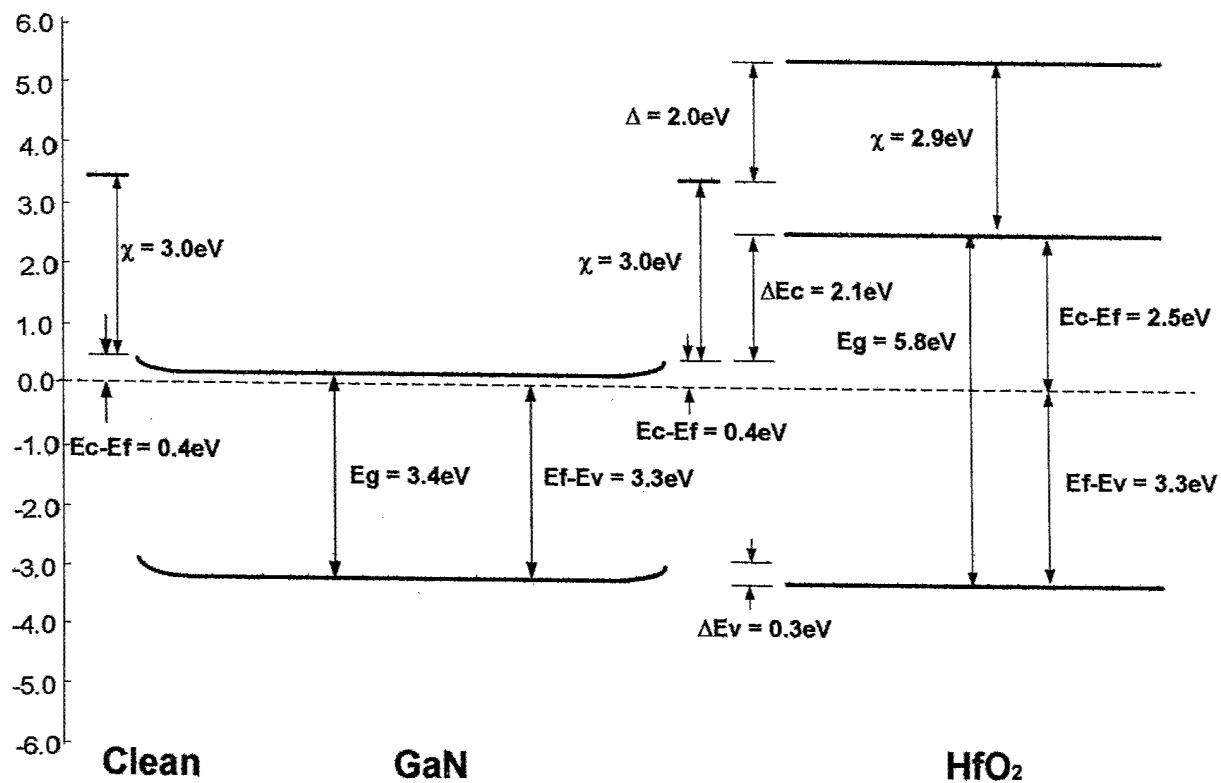 6.0
5.0
4.0
3.0
2.0
1.0
0.0
-1.0
-2.0
-3.0
-4.0
-5.0
-6.0
χ = 3.0eV
Ec-Ef = 0.4eV
Eg = 3.4eV
Ef-Ev = 3.3eV
χ = 3.0eV
Ec-Ef = 0.4eV
Δ = 2.0eV
ΔEc = 2.1eV
ΔEv = 0.3eV
χ = 2.9eV
Eg = 5.8eV
Ec-Ef = 2.5eV
Ef-Ev = 3.3eV
Clean
GaN
HfO₂